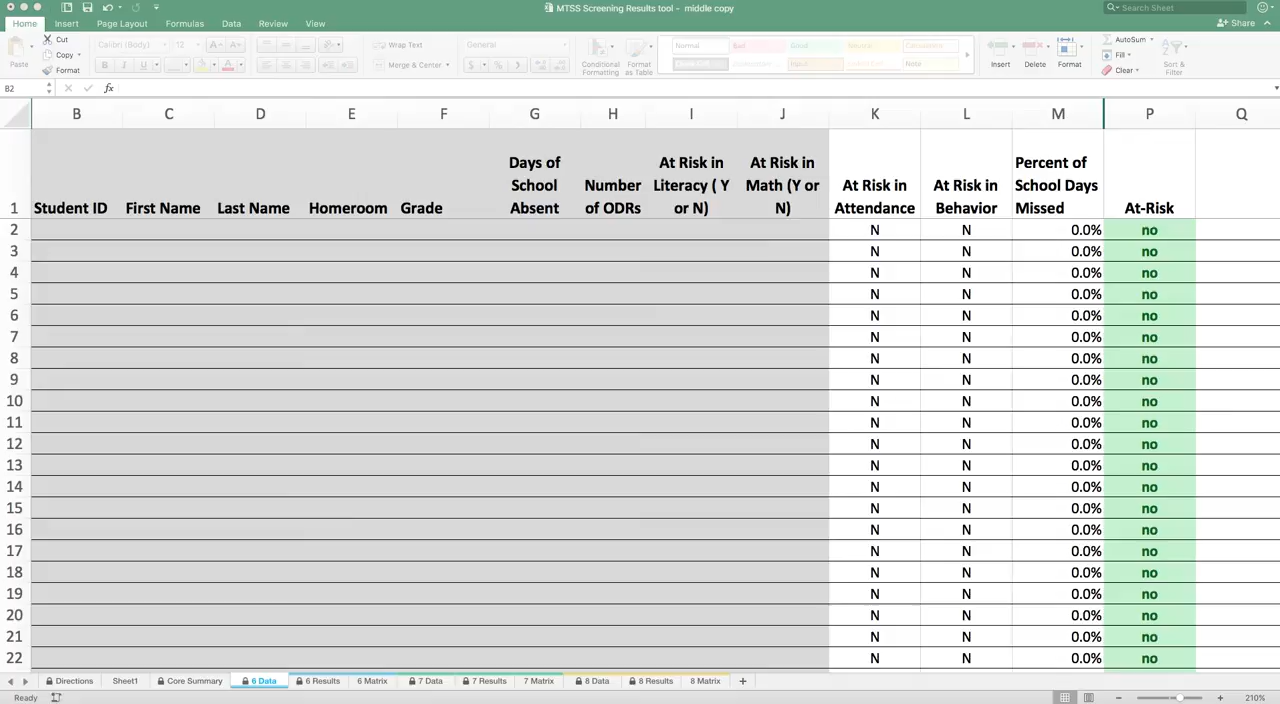 MTSS Screening Results tool - middle copy
Search Sheet
Home Insert Page Layout Formulas Data Review View
Share
Paste
Cut
Copy
Format
Calibri (Body) 12
B I U
Wrap Text
Merge & Center
General
Conditional Formatting
Format as Table
Normal Bad Good Neutral Calculation
Check Cell Input Note
Insert Delete Format
AutoSum
Fill
Clear
Sort & Filter
B2 fx
B C D E F G H I J K L M P Q
1 Student ID First Name Last Name Homeroom Grade Days of School Absent Number of ODRs At Risk in Literacy ( Y or N) At Risk in Math (Y or N) At Risk in Attendance At Risk in Behavior Percent of School Days Missed At-Risk
2 N N 0.0% no
3 N N 0.0% no
4 N N 0.0% no
5 N N 0.0% no
6 N N 0.0% no
7 N N 0.0% no
8 N N 0.0% no
9 N N 0.0% no
10 N N 0.0% no
11 N N 0.0% no
12 N N 0.0% no
13 N N 0.0% no
14 N N 0.0% no
15 N N 0.0% no
16 N N 0.0% no
17 N N 0.0% no
18 N N 0.0% no
19 N N 0.0% no
20 N N 0.0% no
21 N N 0.0% no
22 N N 0.0% no
Directions Sheet1 Core Summary 6 Data 6 Results 6 Matrix 7 Data 7 Results 7 Matrix 8 Data 8 Results 8 Matrix +
Ready 210%